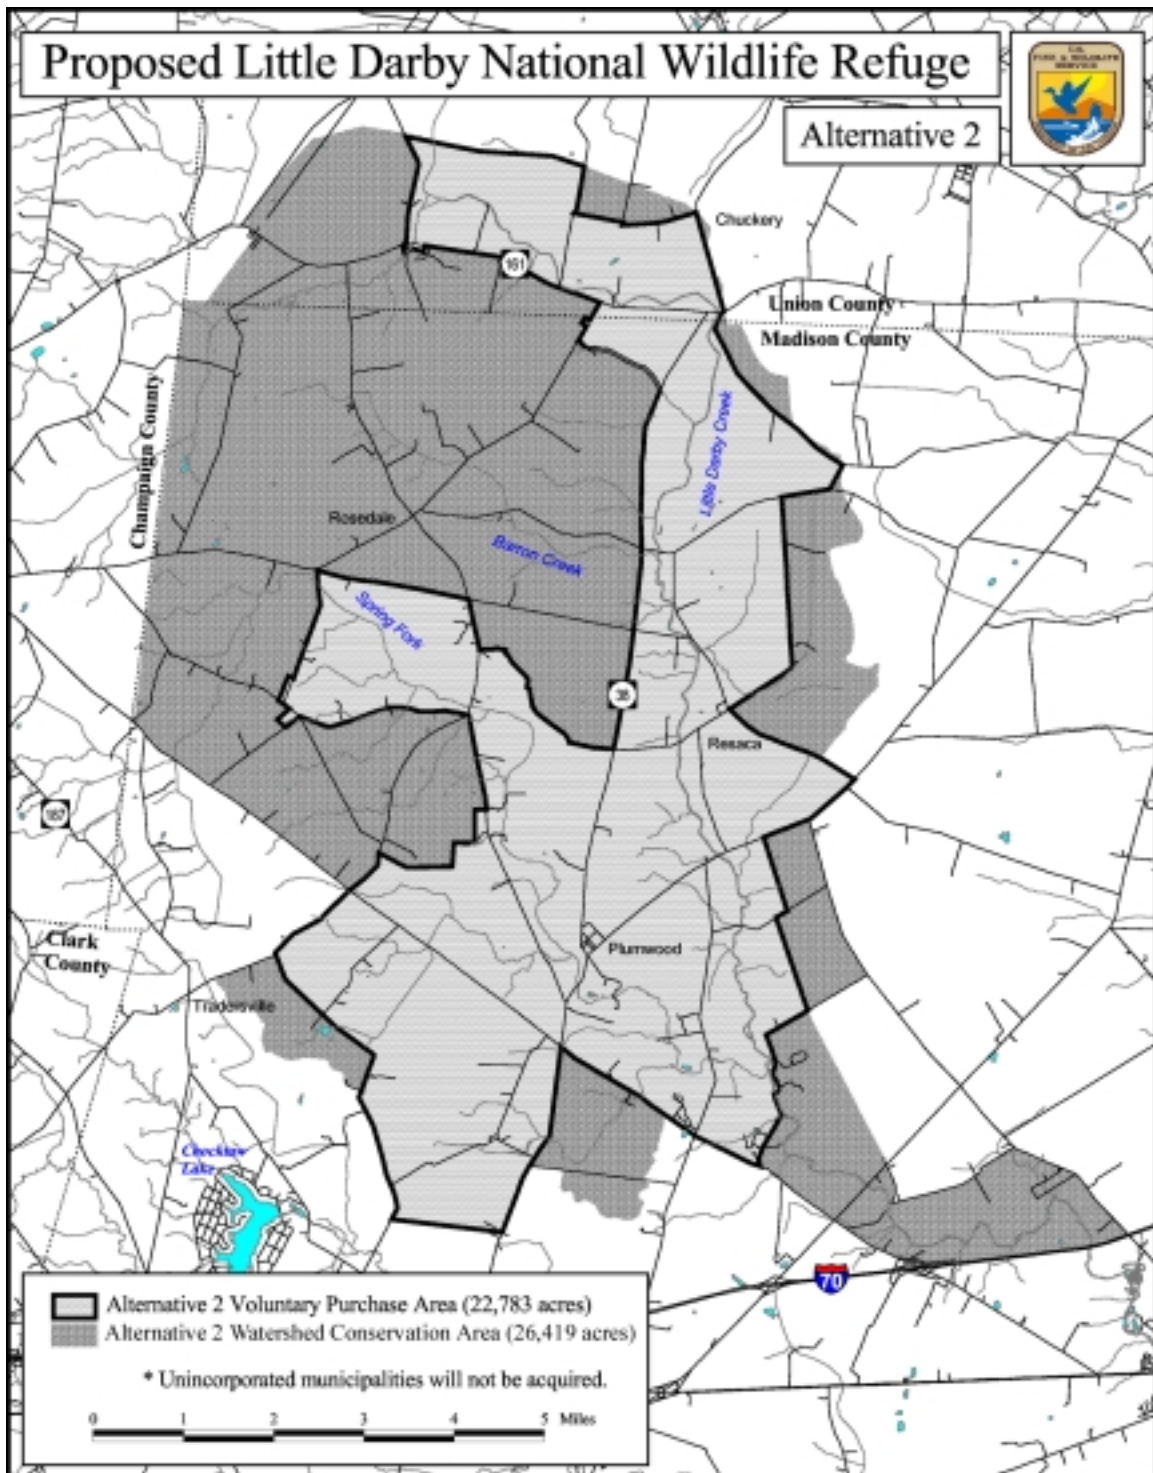 Proposed Little Darby National Wildlife Refuge
U.S.
FISH & WILDLIFE
SERVICE
Alternative 2
Chuckery
161
Union County
Madison County
Champaign County
Little Darby Creek
Rosedale
Barron Creek
Spring Fork
38
Resaca
187
Clark
County
Plumwood
Tradersville
Choctaw
Lake
70
Alternative 2 Voluntary Purchase Area (22,783 acres)
Alternative 2 Watershed Conservation Area (26,419 acres)
* Unincorporated municipalities will not be acquired.
0 1 2 3 4 5 Miles